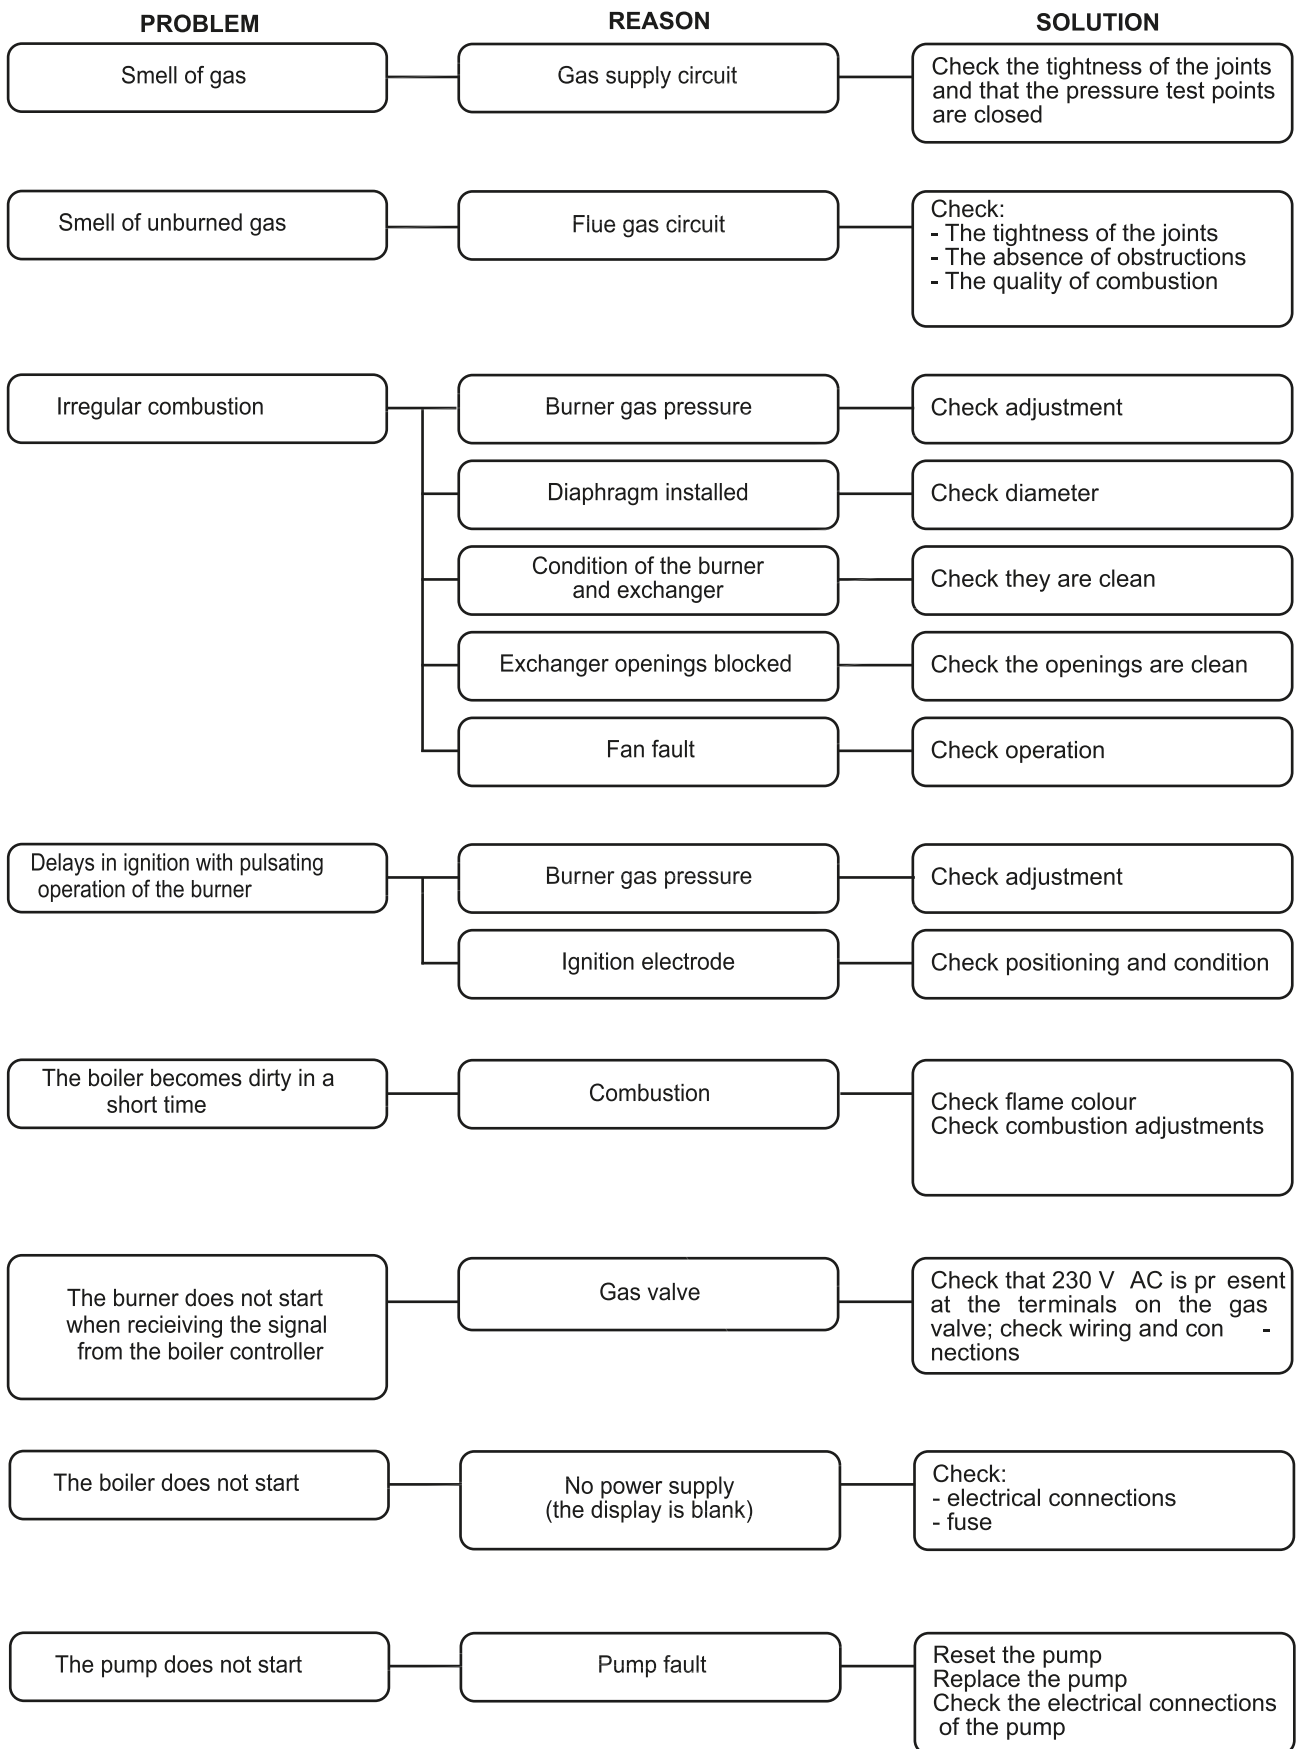 PROBLEM REASON SOLUTION
Smell of gas
Gas supply circuit
Check the tightness of the joints
and that the pressure test points
are closed
Smell of unburned gas
Flue gas circuit
Check:
- The tightness of the joints
- The absence of obstructions
- The quality of combustion
Irregular combustion
Burner gas pressure
Check adjustment
Diaphragm installed
Check diameter
Condition of the burner
and exchanger
Check they are clean
Exchanger openings blocked
Check the openings are clean
Fan fault
Check operation
Delays in ignition with pulsating
operation of the burner
Burner gas pressure
Check adjustment
Ignition electrode
Check positioning and condition
The boiler becomes dirty in a
short time
Combustion
Check flame colour
Check combustion adjustments
The burner does not start
when recieiving the signal
from the boiler controller
Gas valve
Check that 230 V AC is pr esent
at the terminals on the gas
valve; check wiring and con -
nections
The boiler does not start
No power supply
(the display is blank)
Check:
- electrical connections
- fuse
The pump does not start
Pump fault
Reset the pump
Replace the pump
Check the electrical connections
of the pump